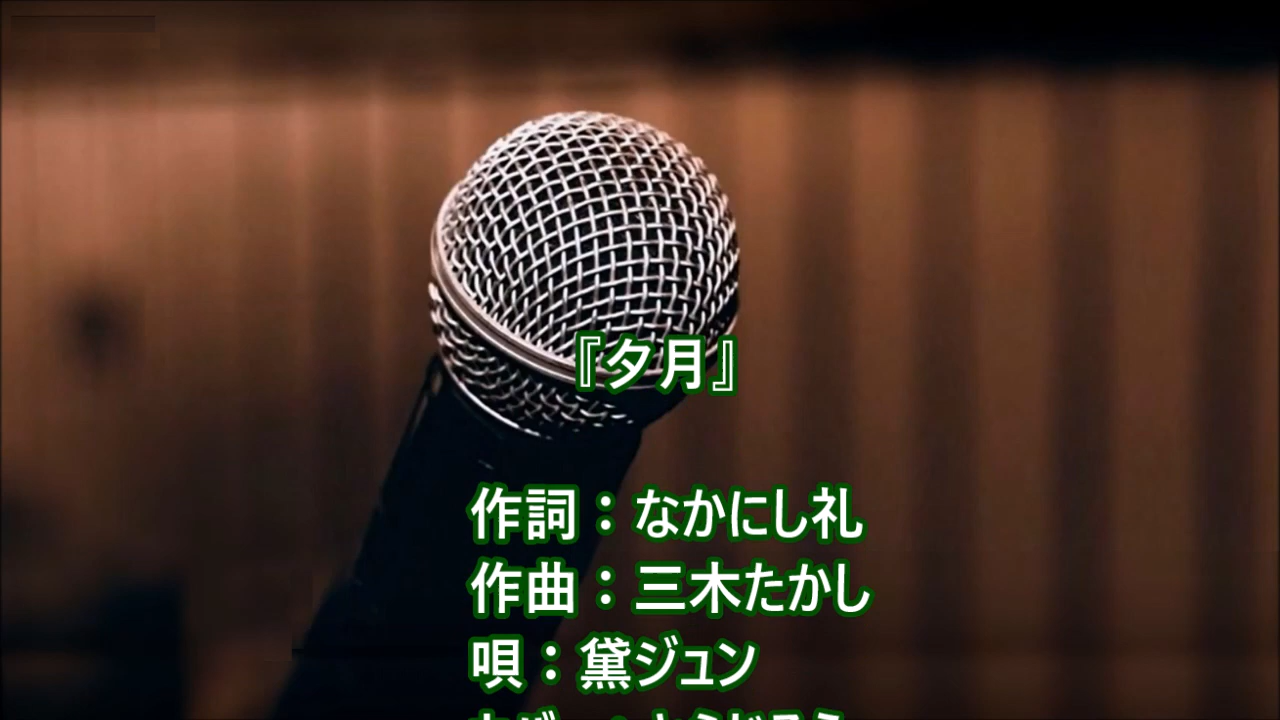 『夕月』
作詞：なかにし礼
作曲：三木たかし
唄：黛ジュン